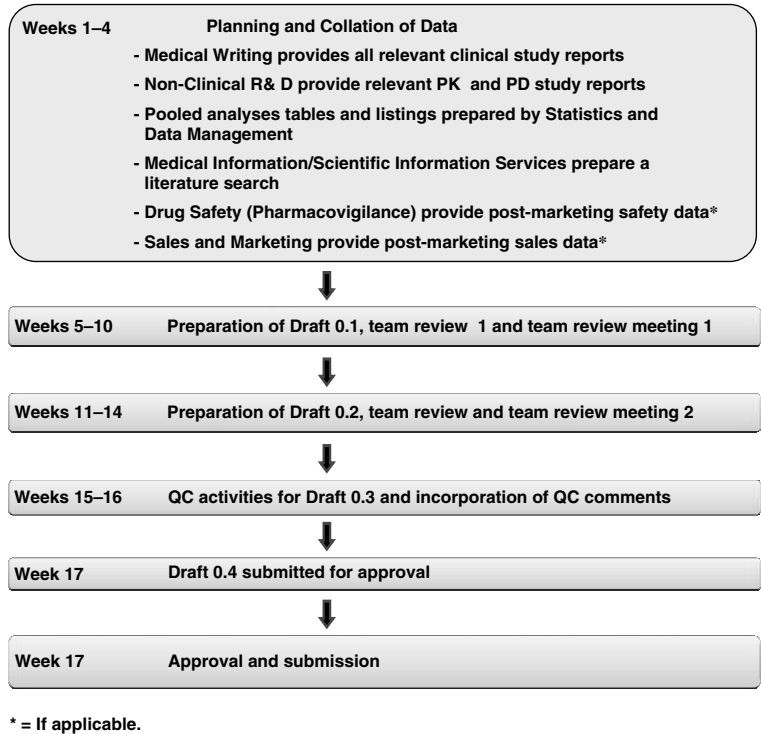 Weeks 1–4 Planning and Collation of Data
- Medical Writing provides all relevant clinical study reports
- Non-Clinical R& D provide relevant PK and PD study reports
- Pooled analyses tables and listings prepared by Statistics and
Data Management
- Medical Information/Scientific Information Services prepare a
literature search
- Drug Safety (Pharmacovigilance) provide post-marketing safety data*
- Sales and Marketing provide post-marketing sales data*
Weeks 5–10 Preparation of Draft 0.1, team review 1 and team review meeting 1
Weeks 11–14 Preparation of Draft 0.2, team review and team review meeting 2
Weeks 15–16 QC activities for Draft 0.3 and incorporation of QC comments
Week 17 Draft 0.4 submitted for approval
Week 17 Approval and submission
* = If applicable.